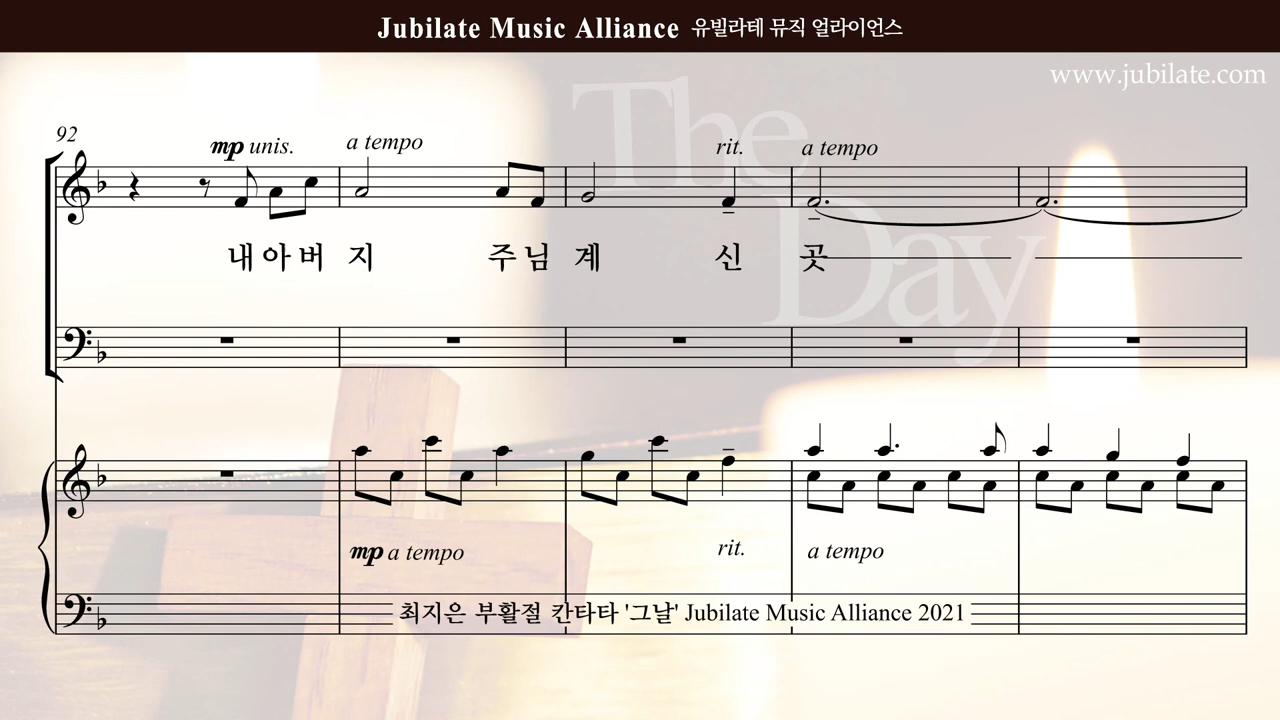 Jubilate Music Alliance 유빌라테 뮤직 얼라이언스
www.jubilate.com
The
Day
92
mp unis. a tempo rit. a tempo
내 아 버 지 주 님 계 신 곳
mp a tempo rit. a tempo
최지은 부활절 칸타타 '그날' Jubilate Music Alliance 2021